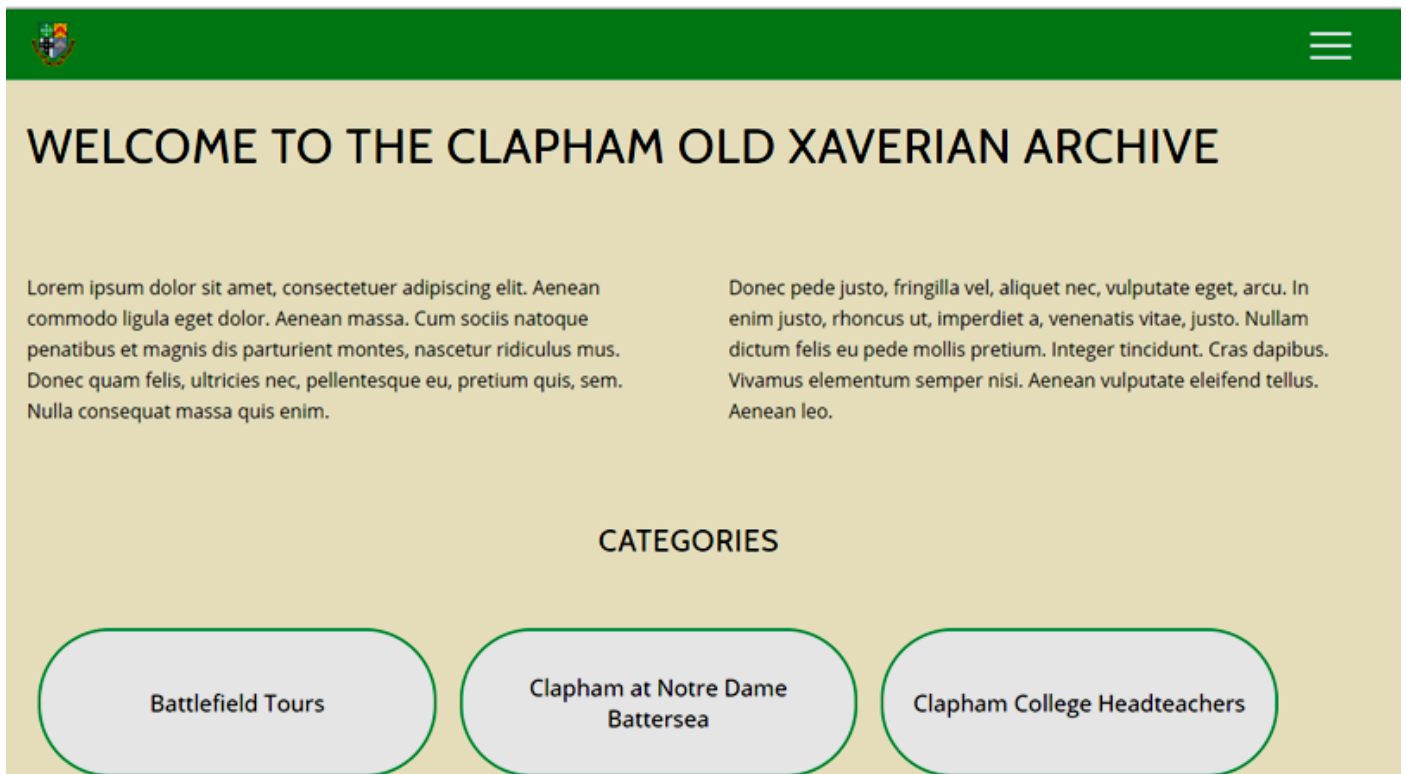 WELCOME TO THE CLAPHAM OLD XAVERIAN ARCHIVE
Lorem ipsum dolor sit amet, consectetuer adipiscing elit. Aenean
commodo ligula eget dolor. Aenean massa. Cum sociis natoque
penatibus et magnis dis parturient montes, nascetur ridiculus mus.
Donec quam felis, ultricies nec, pellentesque eu, pretium quis, sem.
Nulla consequat massa quis enim.
Donec pede justo, fringilla vel, aliquet nec, vulputate eget, arcu. In
enim justo, rhoncus ut, imperdiet a, venenatis vitae, justo. Nullam
dictum felis eu pede mollis pretium. Integer tincidunt. Cras dapibus.
Vivamus elementum semper nisi. Aenean vulputate eleifend tellus.
Aenean leo.
CATEGORIES
Battlefield Tours
Clapham at Notre Dame
Battersea
Clapham College Headteachers